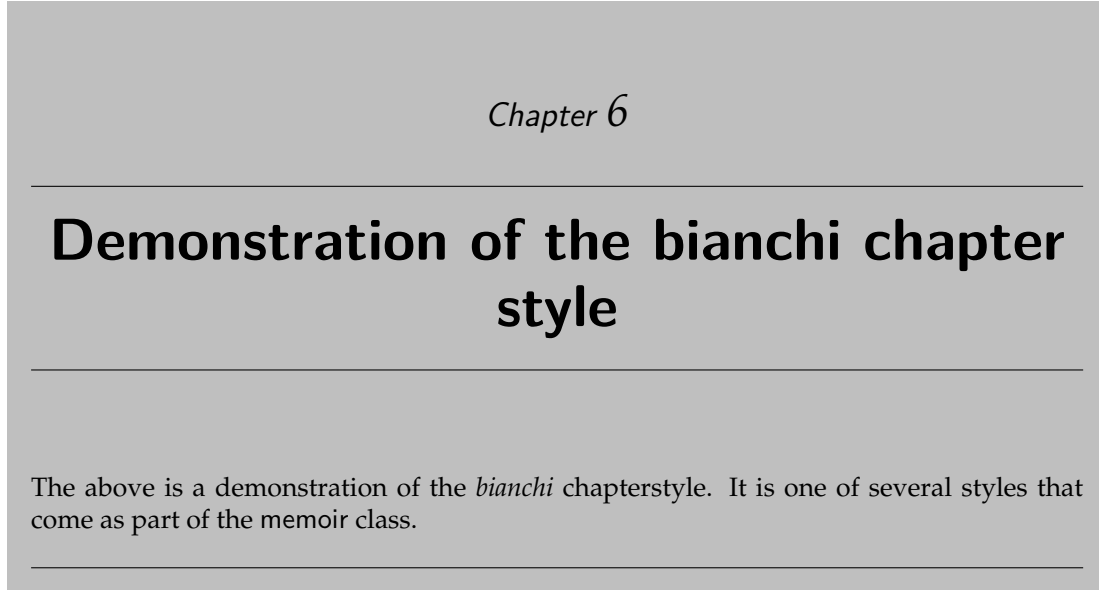 Chapter 6
Demonstration of the bianchi chapter
style
The above is a demonstration of the bianchi chapterstyle. It is one of several styles that
come as part of the memoir class.